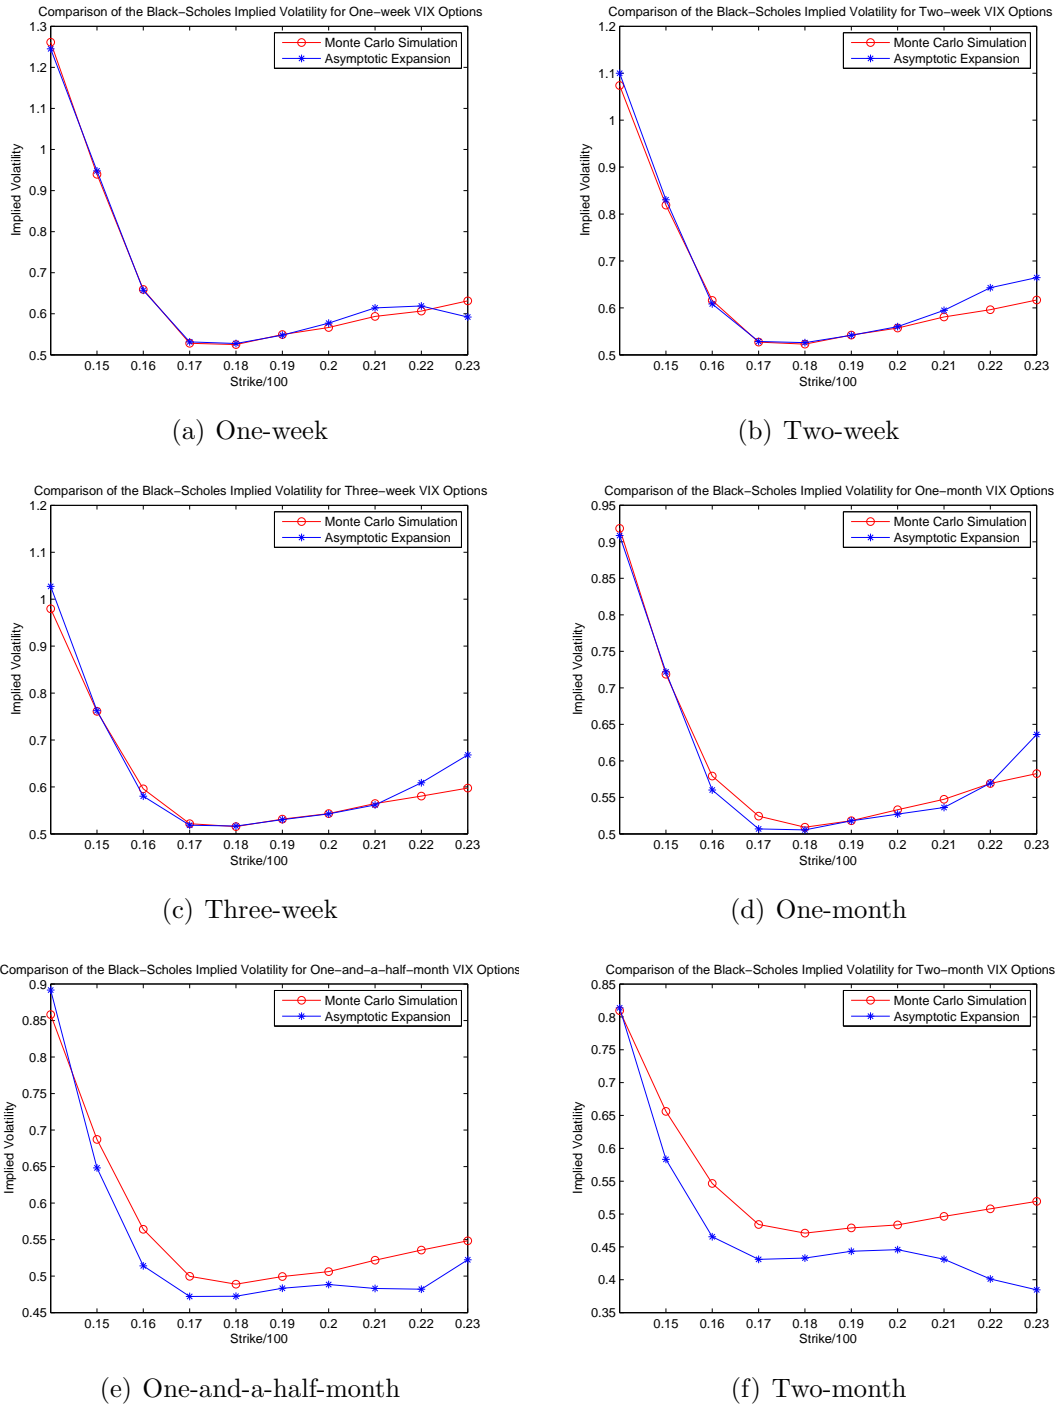 Comparison of the Black−Scholes Implied Volatility for One−week VIX Options
1.3
1.2
1.1
1
0.9
0.8
0.7
0.6
0.5
Implied Volatility
Monte Carlo Simulation
Asymptotic Expansion
0.15 0.16 0.17 0.18 0.19 0.2 0.21 0.22 0.23
Strike/100
(a) One-week
Comparison of the Black−Scholes Implied Volatility for Two−week VIX Options
1.2
1.1
1
0.9
0.8
0.7
0.6
0.5
Implied Volatility
Monte Carlo Simulation
Asymptotic Expansion
0.15 0.16 0.17 0.18 0.19 0.2 0.21 0.22 0.23
Strike/100
(b) Two-week
Comparison of the Black−Scholes Implied Volatility for Three−week VIX Options
1.2
1.1
1
0.9
0.8
0.7
0.6
0.5
Implied Volatility
Monte Carlo Simulation
Asymptotic Expansion
0.15 0.16 0.17 0.18 0.19 0.2 0.21 0.22 0.23
Strike/100
(c) Three-week
Comparison of the Black−Scholes Implied Volatility for One−month VIX Options
0.95
0.9
0.85
0.8
0.75
0.7
0.65
0.6
0.55
0.5
Implied Volatility
Monte Carlo Simulation
Asymptotic Expansion
0.15 0.16 0.17 0.18 0.19 0.2 0.21 0.22 0.23
Strike/100
(d) One-month
Comparison of the Black−Scholes Implied Volatility for One−and−a−half−month VIX Options
0.9
0.85
0.8
0.75
0.7
0.65
0.6
0.55
0.5
0.45
Implied Volatility
Monte Carlo Simulation
Asymptotic Expansion
0.15 0.16 0.17 0.18 0.19 0.2 0.21 0.22 0.23
Strike/100
(e) One-and-a-half-month
Comparison of the Black−Scholes Implied Volatility for Two−month VIX Options
0.85
0.8
0.75
0.7
0.65
0.6
0.55
0.5
0.45
0.4
0.35
Implied Volatility
Monte Carlo Simulation
Asymptotic Expansion
0.15 0.16 0.17 0.18 0.19 0.2 0.21 0.22 0.23
Strike/100
(f) Two-month